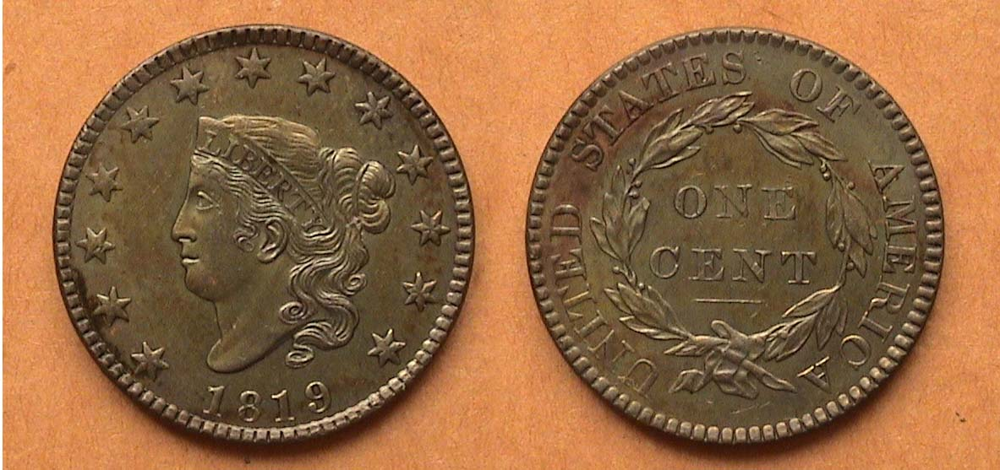 LIBERTY
1819
UNITED STATES OF AMERICA
ONE
CENT